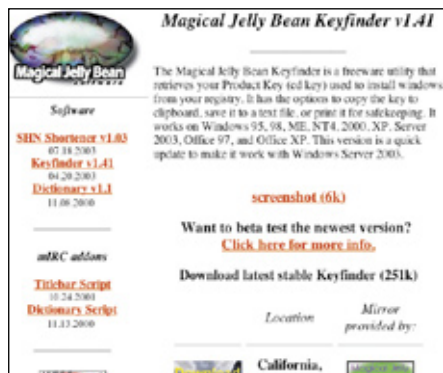 Magical Jelly Bean
software
Software
SHN Shortener v1.03
07.18.2003
Keyfinder v1.41
04.20.2003
Dictionary v1.1
11.06.2000
mIRC addons
Titlebar Script
10.24.2001
Dictionary Script
11.13.2000
Magical Jelly Bean Keyfinder v1.41
The Magical Jelly Bean Keyfinder is a freeware utility that
retrieves your Product Key (cd key) used to install windows
from your registry. It has the options to copy the key to
clipboard, save it to a text file, or print it for safekeeping. It
works on Windows 95, 98, ME, NT4, 2000, XP, Server
2003, Office 97, and Office XP. This version is a quick
update to make it work with Windows Server 2003.
screenshot (6k)
Want to beta test the newest version?
Click here for more info.
Download latest stable Keyfinder (251k)
Location
Mirror
provided by:
California,